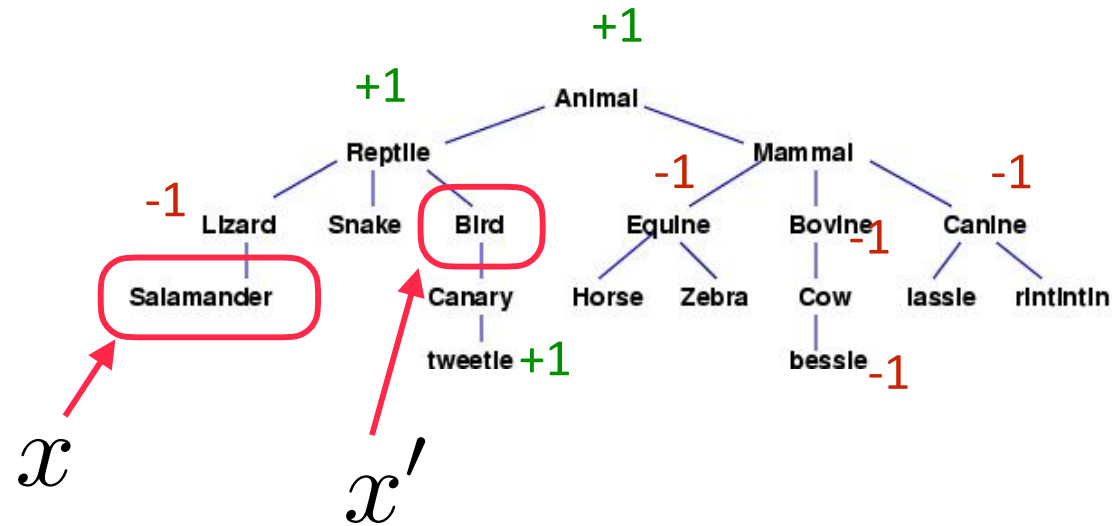 +1
Animal
+1
Reptile Mammal
-1 -1 -1
Lizard Snake Bird Equine Bovine -1 Canine
Salamander Canary Horse Zebra Cow lassie rintintin
tweetie +1 bessie -1
x
x′